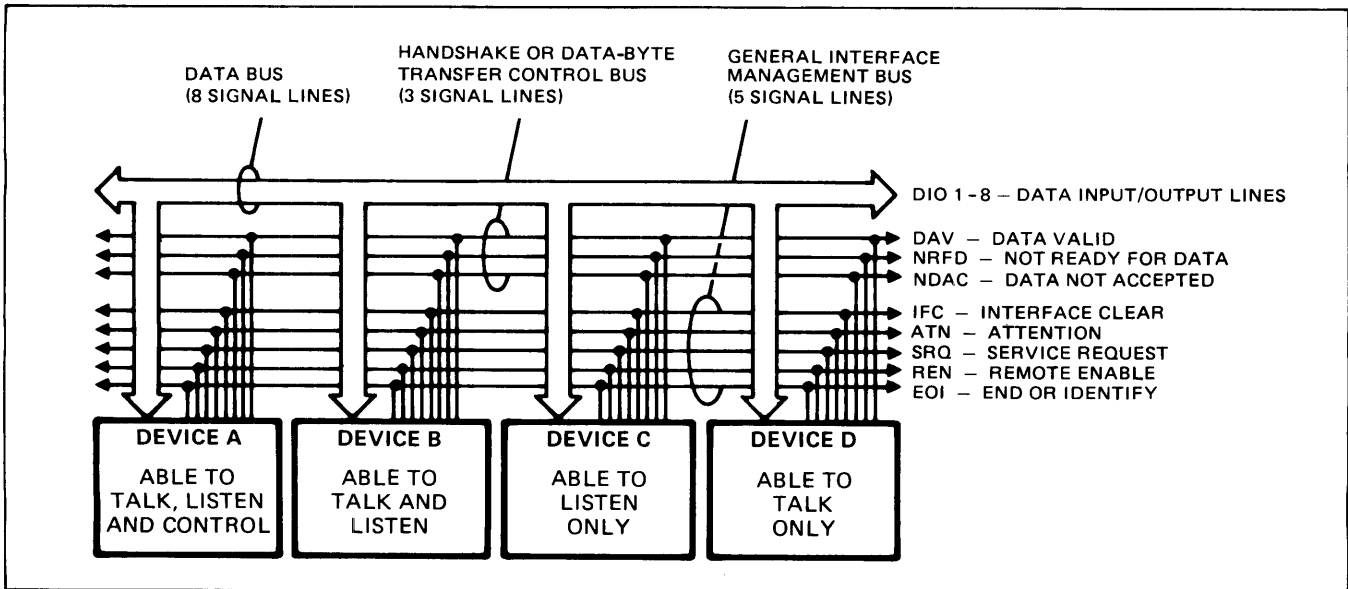 DATA BUS
(8 SIGNAL LINES)
HANDSHAKE OR DATA-BYTE
TRANSFER CONTROL BUS
(3 SIGNAL LINES)
GENERAL INTERFACE
MANAGEMENT BUS
(5 SIGNAL LINES)
DIO 1-8 – DATA INPUT/OUTPUT LINES
DAV – DATA VALID
NRFD – NOT READY FOR DATA
NDAC – DATA NOT ACCEPTED
IFC – INTERFACE CLEAR
ATN – ATTENTION
SRQ – SERVICE REQUEST
REN – REMOTE ENABLE
EOI – END OR IDENTIFY
DEVICE A
ABLE TO
TALK, LISTEN
AND CONTROL
DEVICE B
ABLE TO
TALK AND
LISTEN
DEVICE C
ABLE TO
LISTEN
ONLY
DEVICE D
ABLE TO
TALK
ONLY